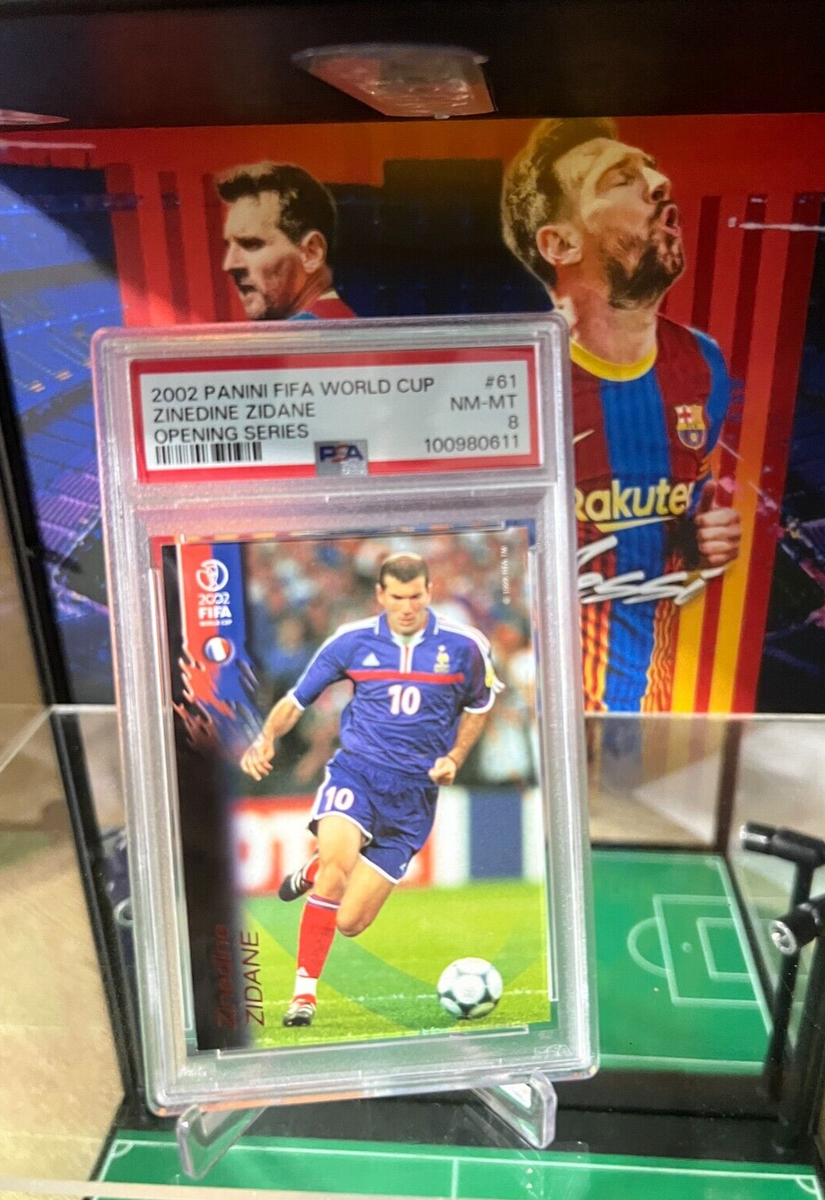 2002 PANINI FIFA WORLD CUP #61
ZINEDINE ZIDANE NM-MT
OPENING SERIES 8
PSA 100980611
2002
FIFA
WORLD CUP
10
10
Zinedine
ZIDANE
Rakuten
Messi